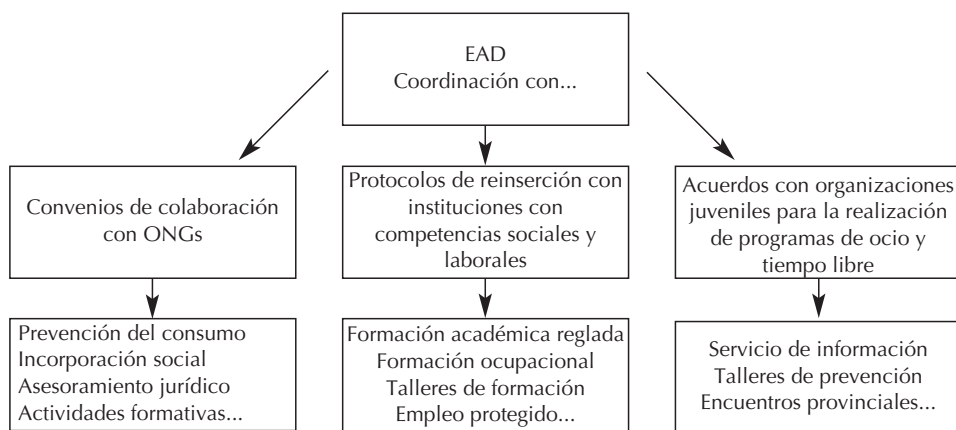 EAD
Coordinación con...
Convenios de colaboración
con ONGs
Protocolos de reinserción con
instituciones con
competencias sociales y
laborales
Acuerdos con organizaciones
juveniles para la realización
de programas de ocio y
tiempo libre
Prevención del consumo
Incorporación social
Asesoramiento jurídico
Actividades formativas...
Formación académica reglada
Formación ocupacional
Talleres de formación
Empleo protegido...
Servicio de información
Talleres de prevención
Encuentros provinciales...